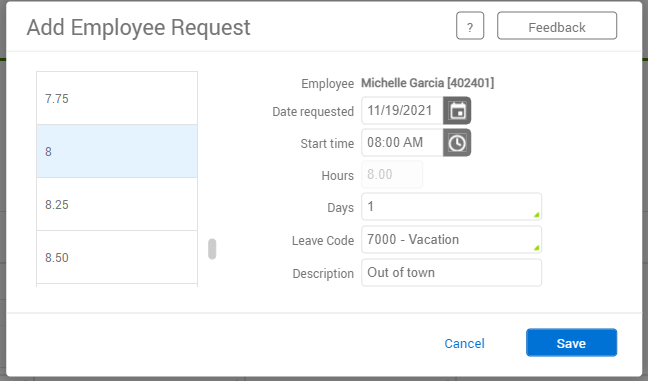 Add Employee Request
?
Feedback
7.75
8
8.25
8.50
Employee Michelle Garcia [402401]
Date requested 11/19/2021
Start time 08:00 AM
Hours 8.00
Days 1
Leave Code 7000 - Vacation
Description Out of town
Cancel
Save